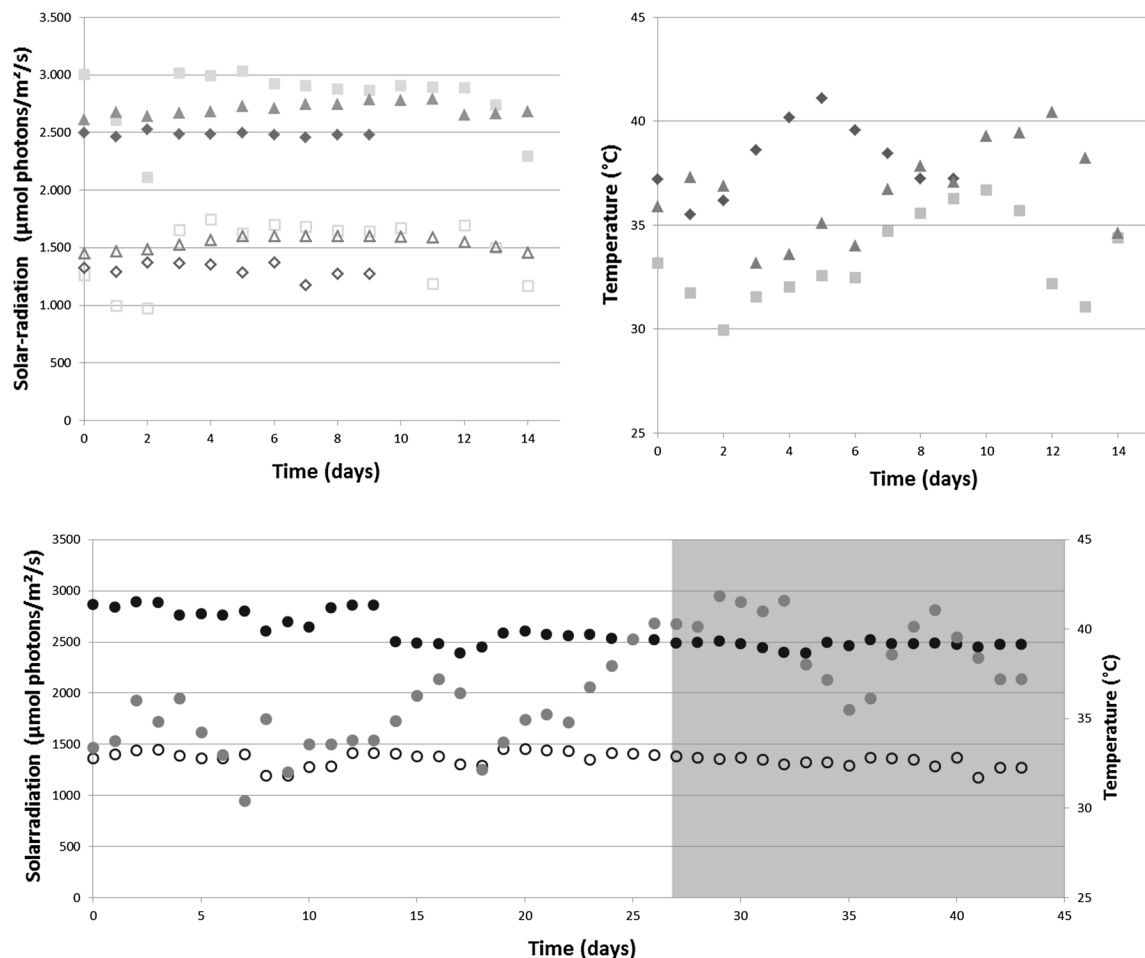 Solar-radiation (µmol photons/m²/s)
3.500
3.000
2.500
2.000
1.500
1.000
500
0
0 2 4 6 8 10 12 14
Time (days)
Temperature (°C)
45
40
35
30
25
0 2 4 6 8 10 12 14
Time (days)
Solarradiation (µmol photons/m²/s)
3500
3000
2500
2000
1500
1000
500
0
0 5 10 15 20 25 30 35 40 45
Time (days)
45
40
35
30
25
Temperature (°C)